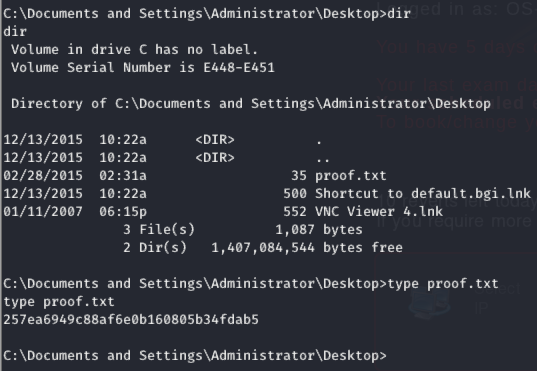 C:\Documents and Settings\Administrator\Desktop>dir
dir
 Volume in drive C has no label.
 Volume Serial Number is E448-E451

 Directory of C:\Documents and Settings\Administrator\Desktop

12/13/2015  10:22a      <DIR>          .
12/13/2015  10:22a      <DIR>          ..
02/28/2015  02:31a                  35 proof.txt
12/13/2015  10:22a                 500 Shortcut to default.bgi.lnk
01/11/2007  06:15p                 552 VNC Viewer 4.lnk
               3 File(s)          1,087 bytes
               2 Dir(s)   1,407,084,544 bytes free

C:\Documents and Settings\Administrator\Desktop>type proof.txt
type proof.txt
257ea6949c88af6e0b160805b34fdab5

C:\Documents and Settings\Administrator\Desktop>